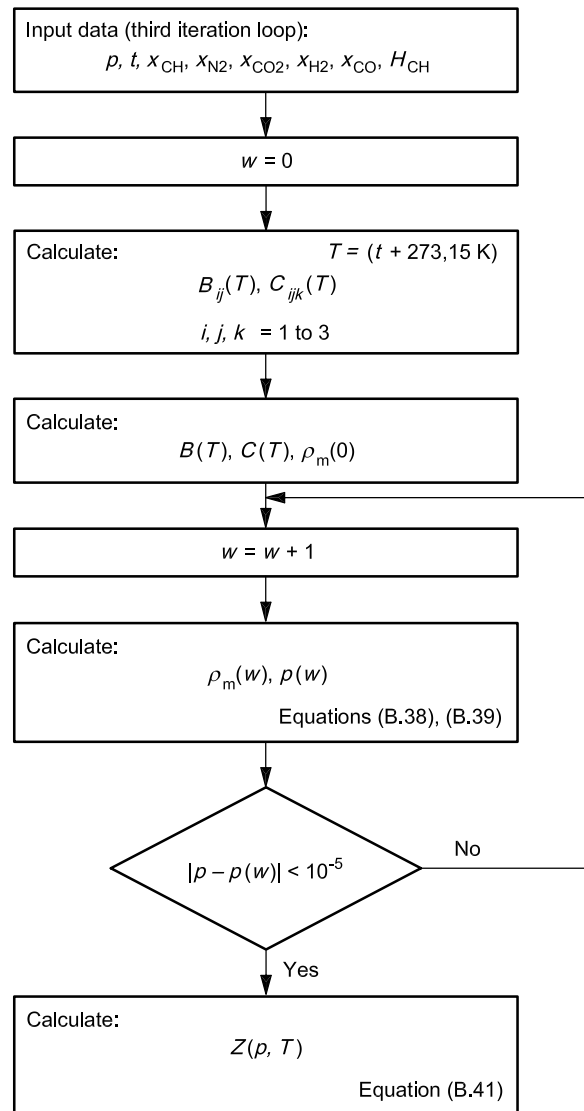 Input data (third iteration loop):
p, t, xCH, xN2, xCO2, xH2, xCO, HCH
w = 0
Calculate: T = (t + 273,15 K)
Bij(T), Cijk(T)
i, j, k = 1 to 3
Calculate:
B(T), C(T), ρm(0)
w = w + 1
Calculate:
ρm(w), p(w)
Equations (B.38), (B.39)
|p – p(w)| < 10-5
No
Yes
Calculate:
Z(p, T)
Equation (B.41)